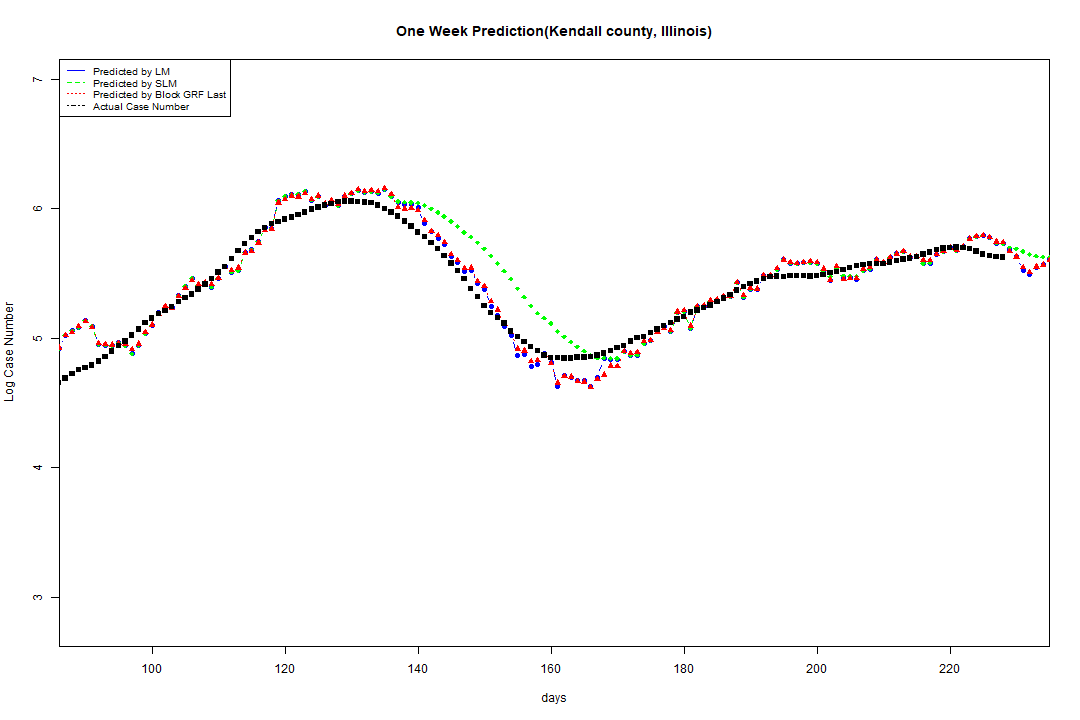 One Week Prediction(Kendall county, Illinois)
Predicted by LM
Predicted by SLM
Predicted by Block GRF Last
Actual Case Number
7
6
5
4
3
Log Case Number
100 120 140 160 180 200 220
days